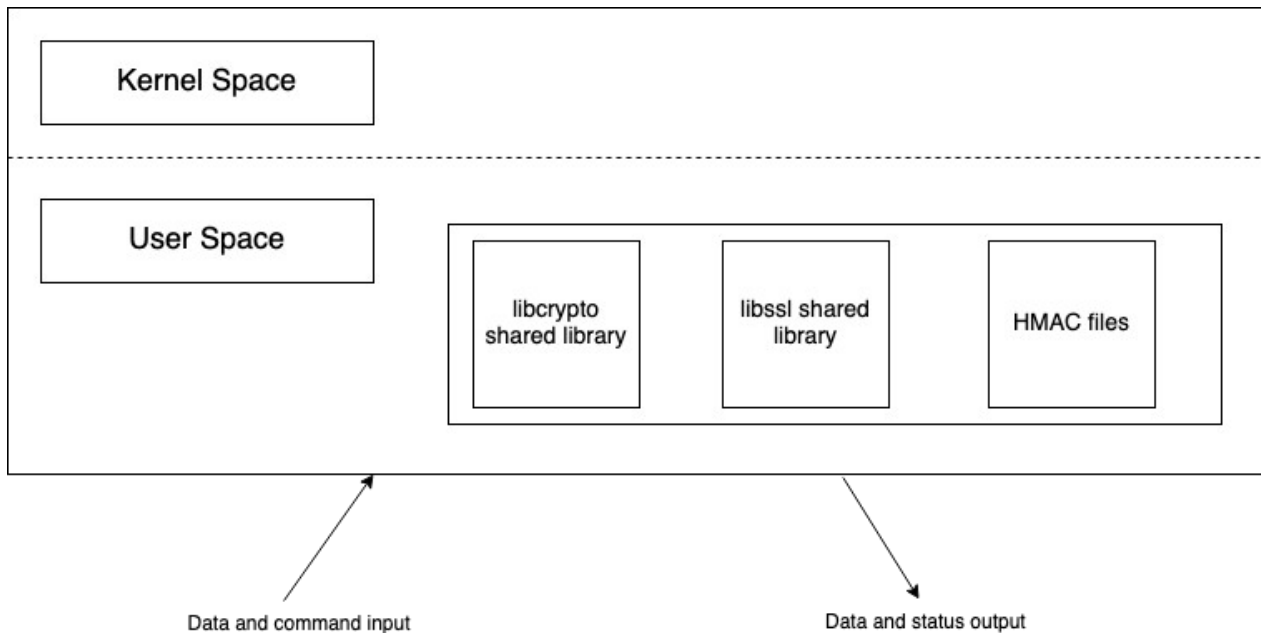 Kernel Space
User Space
libcrypto
shared library
libssl shared
library
HMAC files
Data and command input
Data and status output